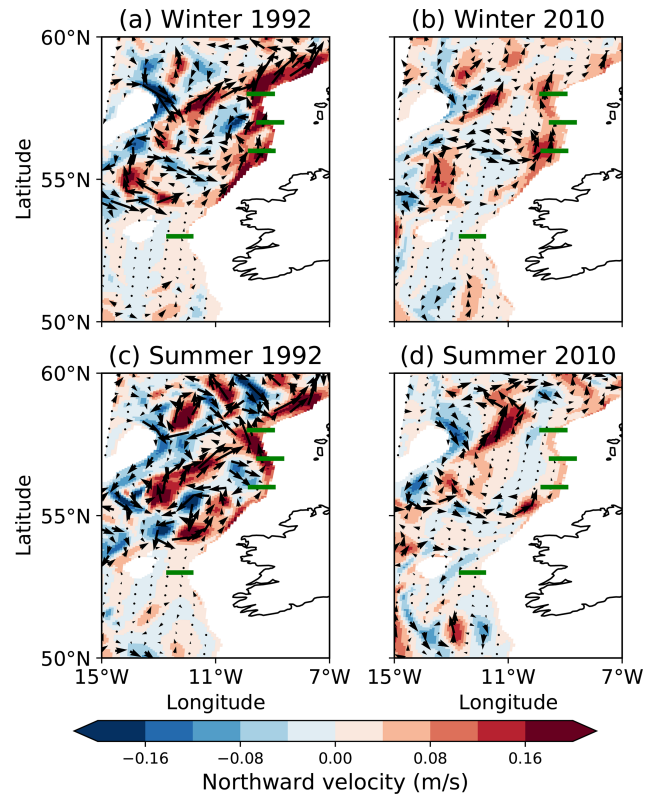 (a) Winter 1992 (b) Winter 2010
60°N
Latitude
55°N
50°N
(c) Summer 1992 (d) Summer 2010
60°N
Latitude
55°N
50°N
15°W 11°W 7°W 15°W 11°W 7°W
Longitude Longitude
−0.16 −0.08 0.00 0.08 0.16
Northward velocity (m/s)